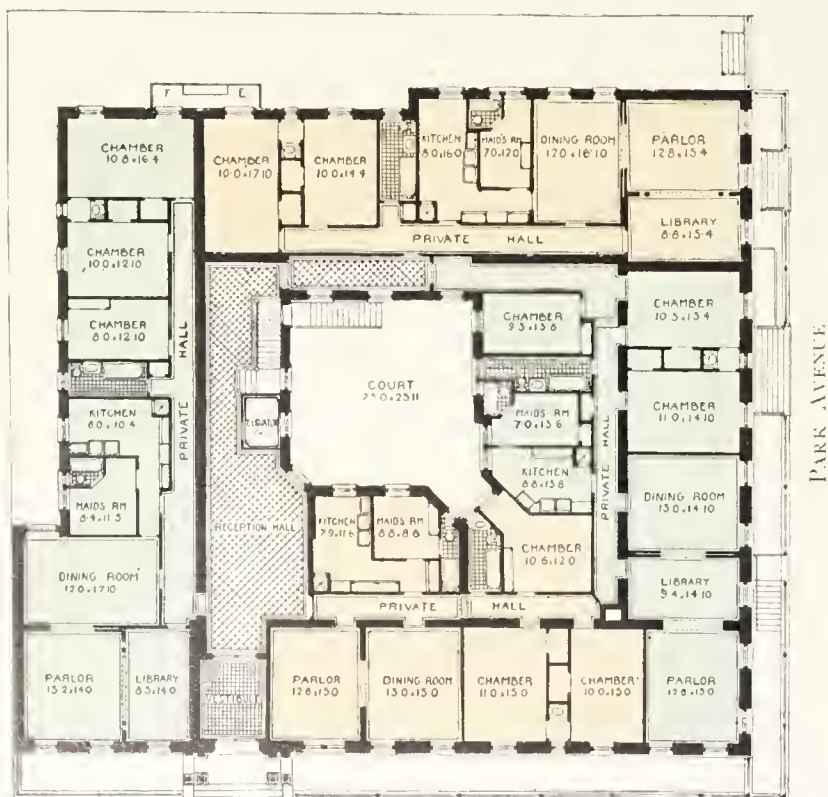 F E
CHAMBER
10.8 x 16.4
CHAMBER
10.0 x 17.10
CHAMBER
10.0 x 14.4
KITCHEN
8.0 x 16.0
MAIDS RM
7.0 x 12.0
DINING ROOM
12.0 x 16.10
PARLOR
12.8 x 15.4
LIBRARY
8.8 x 15.4
PRIVATE HALL
CHAMBER
10.0 x 12.10
CHAMBER
8.0 x 12.10
PRIVATE HALL
KITCHEN
8.0 x 10.4
MAIDS RM
8.4 x 11.5
DINING ROOM
12.0 x 17.10
PARLOR
13.2 x 14.0
LIBRARY
8.3 x 14.0
ELEVATOR
RECEPTION HALL
VESTIBULE
COURT
25.11
CHAMBER
9.3 x 13.8
MAIDS RM
7.0 x 13.6
KITCHEN
8.8 x 13.8
CHAMBER
10.6 x 12.0
PRIVATE HALL
CHAMBER
10.3 x 13.4
CHAMBER
11.0 x 14.10
DINING ROOM
13.0 x 14.10
LIBRARY
9.4 x 14.10
PARLOR
12.8 x 13.0
KITCHEN
7.9 x 11.6
MAIDS RM
8.8 x 8.8
PRIVATE HALL
PARLOR
12.8 x 15.0
DINING ROOM
13.0 x 15.0
CHAMBER
11.0 x 15.0
CHAMBER
10.0 x 15.0
PARK AVENUE